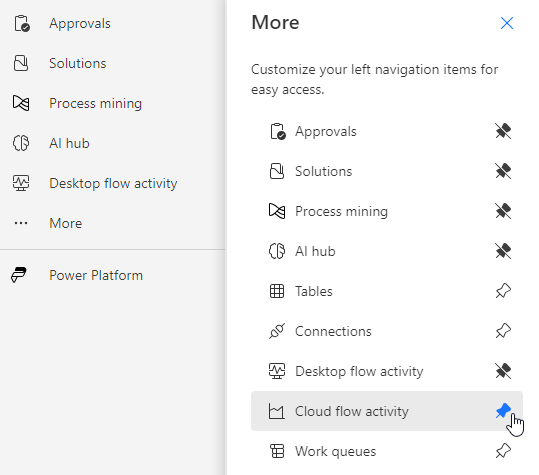 Approvals
Solutions
Process mining
AI hub
Desktop flow activity
More
Power Platform
More
Customize your left navigation items for
easy access.
Approvals
Solutions
Process mining
AI hub
Tables
Connections
Desktop flow activity
Cloud flow activity
Work queues